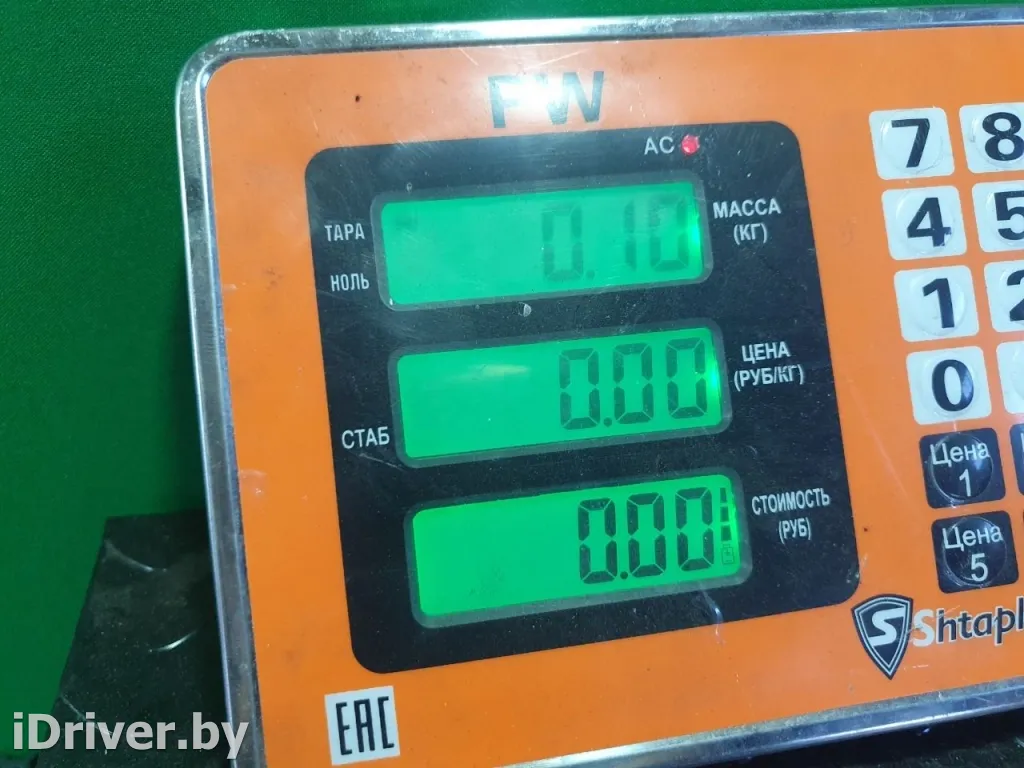 FW
AC
7 8
ТАРА
НОЛЬ
0.10
МАССА
(КГ)
4 5
1 2
0.00
ЦЕНА
(РУБ/КГ)
0
СТАБ
Цена
1
0.00
СТОИМОСТЬ
(РУБ)
Цена
5
S Shtapl
EAC
iDriver.by